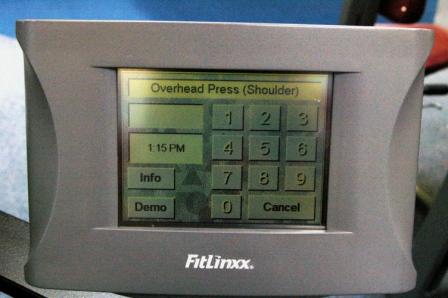 Overhead Press (Shoulder)
1 2 3
1:15 PM 4 5 6
Info 7 8 9
Demo 0 Cancel
FitLinxx.